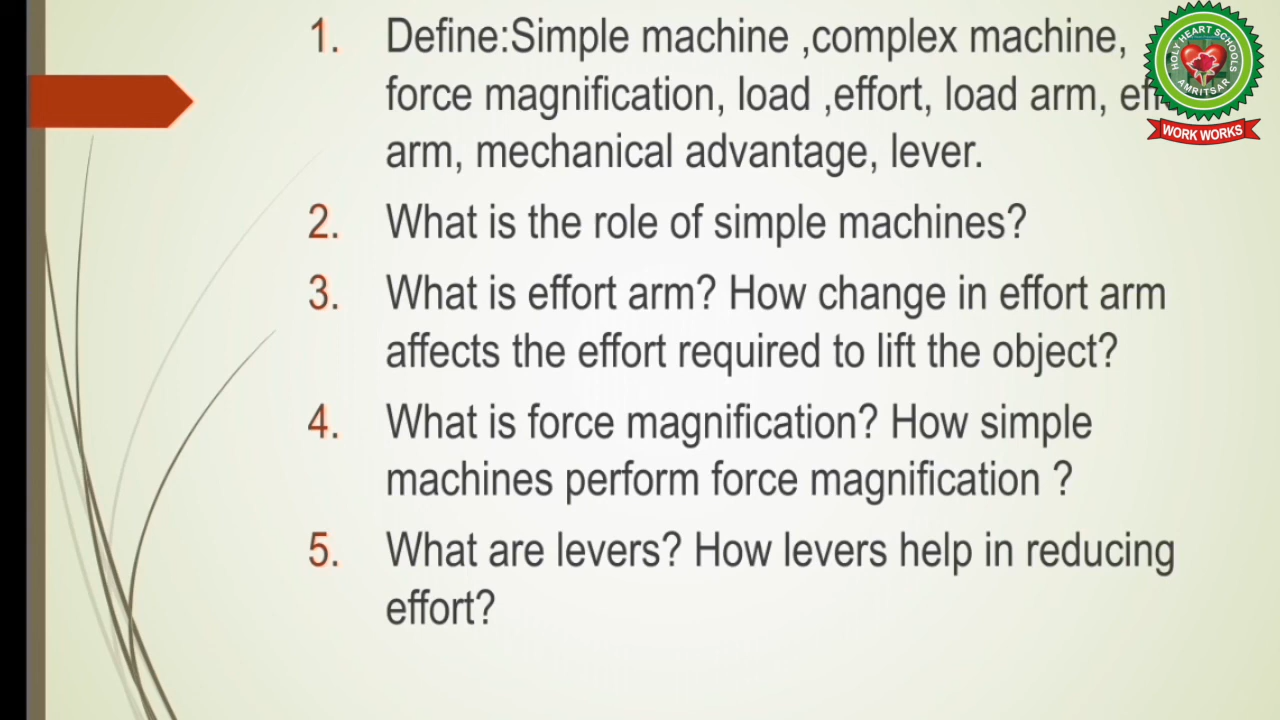 1. Define:Simple machine ,complex machine,
force magnification, load ,effort, load arm,
arm, mechanical advantage, lever.
2. What is the role of simple machines?
3. What is effort arm? How change in effort arm
affects the effort required to lift the object?
4. What is force magnification? How simple
machines perform force magnification ?
5. What are levers? How levers help in reducing
effort?
HOLY HEART SCHOOLS
AMRITSAR
WORK WORKS